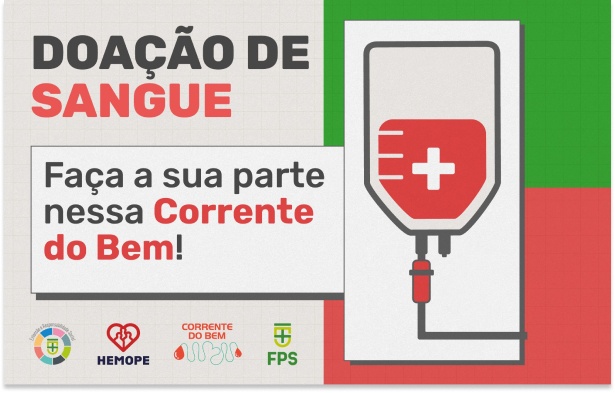 DOAÇÃO DE
SANGUE
Faça a sua parte
nessa Corrente
do Bem!
HEMOPE
CORRENTE
DO BEM
FPS